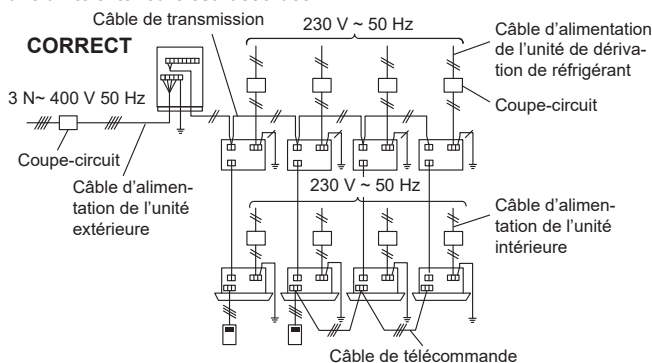 Câble de transmission
230 V ~ 50 Hz
CORRECT
Câble d'alimentation
de l'unité de dériva-
tion de réfrigérant
3 N~ 400 V 50 Hz
Coupe-circuit
Coupe-circuit
Câble d'alimen-
tation de l'unité
extérieure
230 V ~ 50 Hz
Câble d'alimen-
tation de l'unité
intérieure
Câble de télécommande